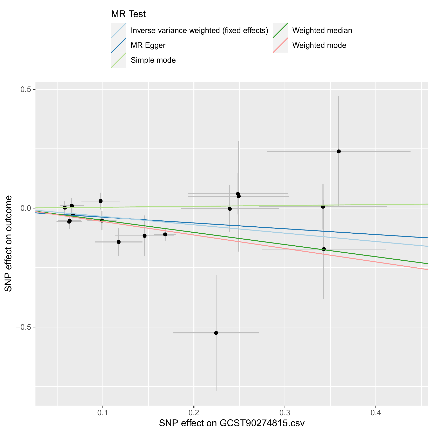 MR Test
Inverse variance weighted (fixed effects)
Weighted median
MR Egger
Weighted mode
Simple mode
0.5
0.0
0.5
SNP effect on outcome
0.1
0.2
0.3
0.4
SNP effect on GCST90274815.csv